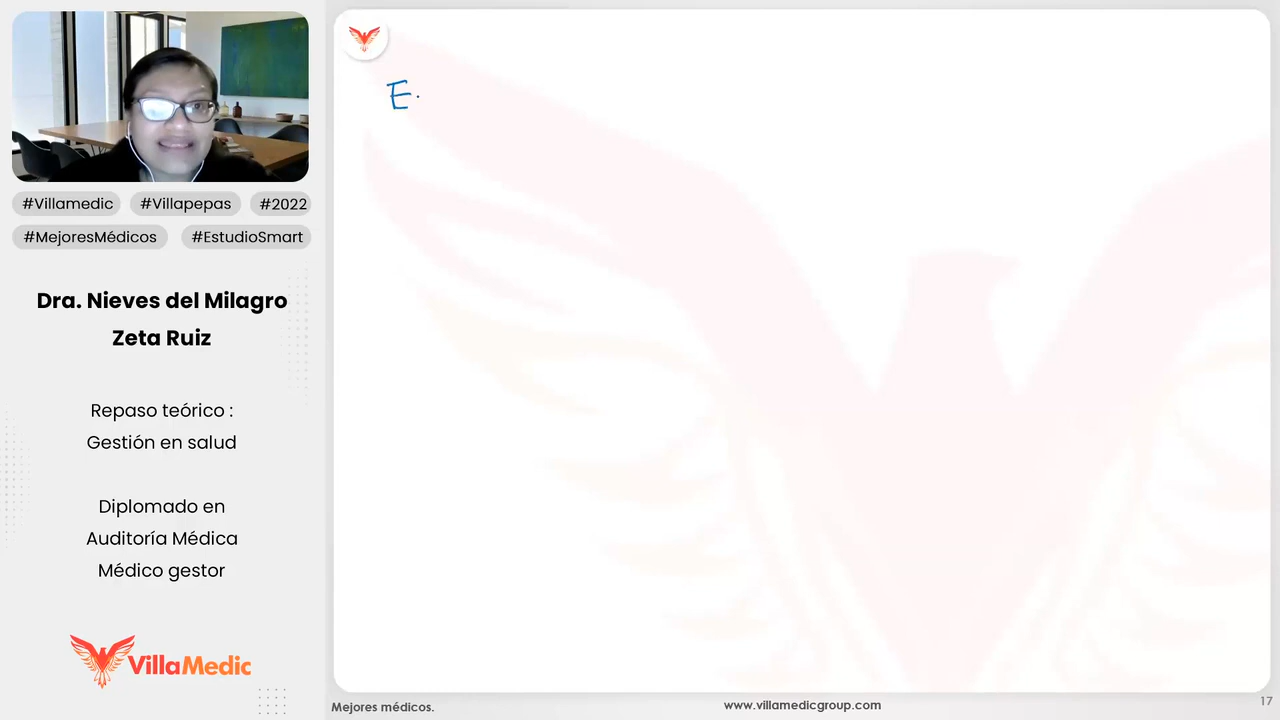 E.
#Villamedic #Villapepas #2022
#MejoresMédicos #EstudioSmart
Dra. Nieves del Milagro
Zeta Ruiz
Repaso teórico :
Gestión en salud
Diplomado en
Auditoría Médica
Médico gestor
VillaMedic
Mejores médicos.
www.villamedicgroup.com
17